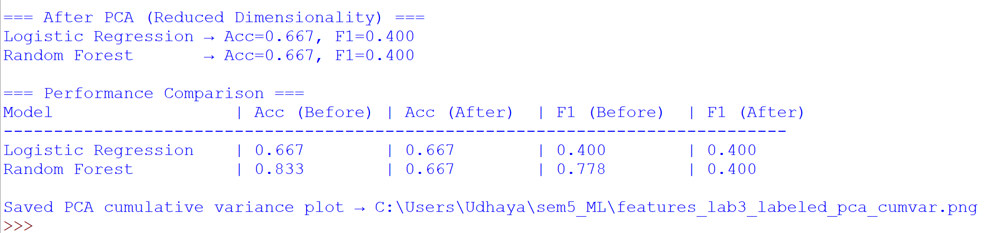 === After PCA (Reduced Dimensionality) ===
Logistic Regression → Acc=0.667, F1=0.400
Random Forest       → Acc=0.667, F1=0.400
=== Performance Comparison ===
Model                  | Acc (Before) | Acc (After)  | F1 (Before)  | F1 (After)
------------------------------------------------------------------------------
Logistic Regression    | 0.667        | 0.667        | 0.400        | 0.400
Random Forest          | 0.833        | 0.667        | 0.778        | 0.400
Saved PCA cumulative variance plot → C:\Users\Udhaya\sem5_ML\features_lab3_labeled_pca_cumvar.png
>>>